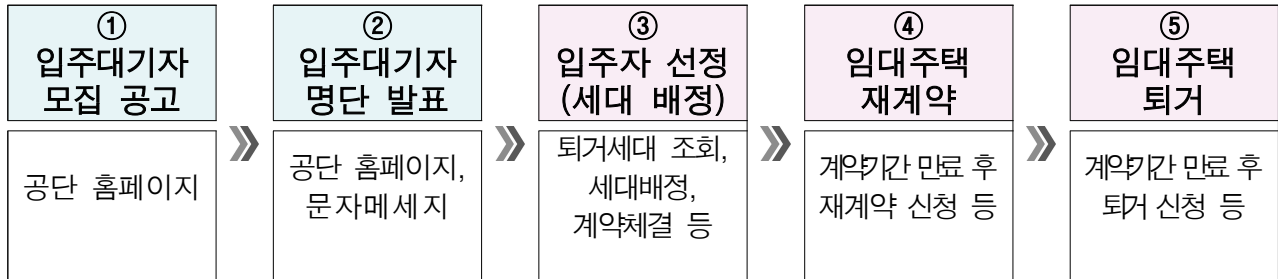 ①
입주대기자
모집 공고
공단 홈페이지
②
입주대기자
명단 발표
공단 홈페이지,
문자메세지
③
입주자 선정
(세대 배정)
퇴거세대 조회,
세대배정,
계약체결 등
④
임대주택
재계약
계약기간 만료 후
재계약 신청 등
⑤
임대주택
퇴거
계약기간 만료 후
퇴거 신청 등